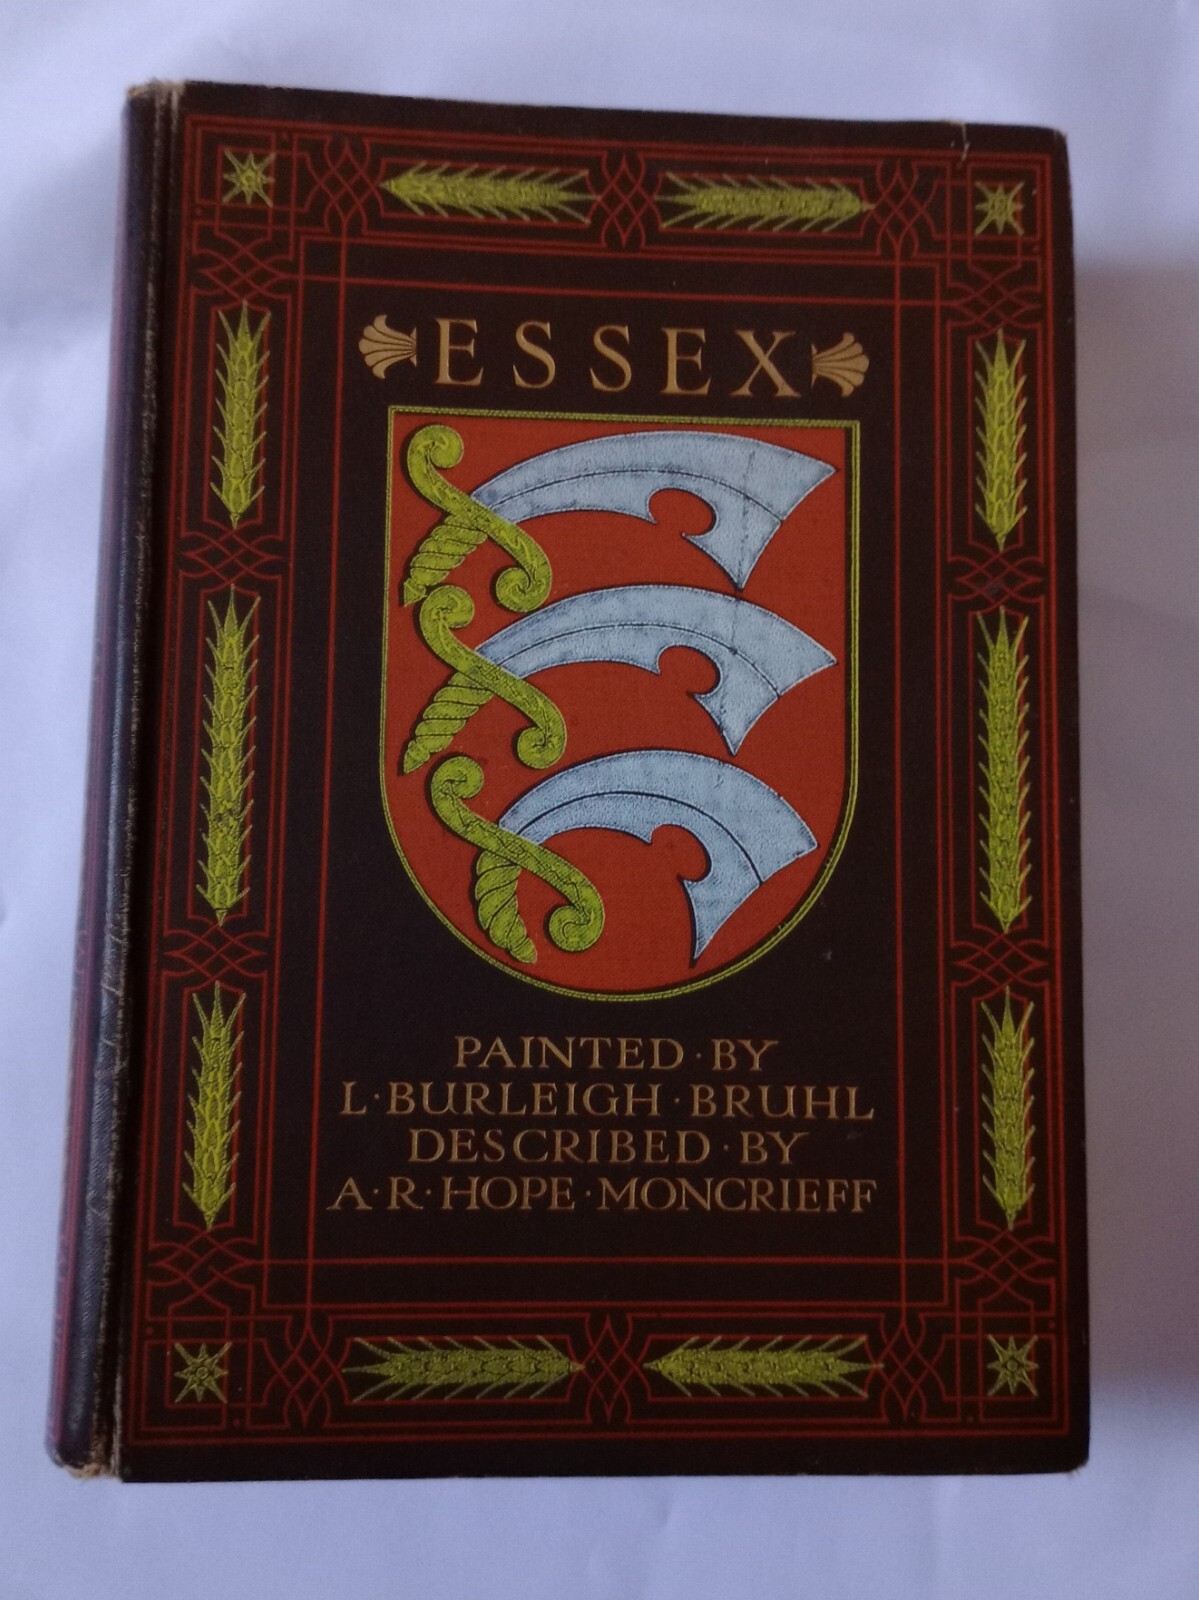 ESSEX
PAINTED·BY
L·BURLEIGH·BRUHL
DESCRIBED·BY
A·R·HOPE·MONCRIEFF